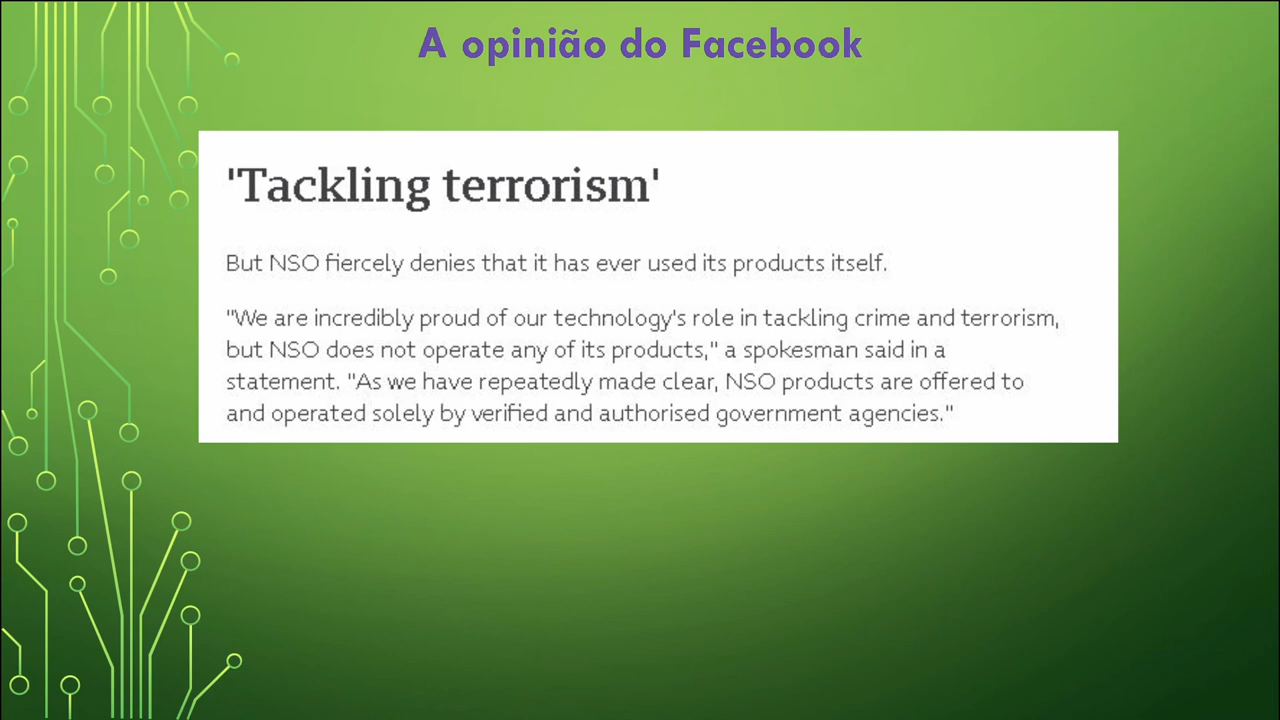 A opinião do Facebook
'Tackling terrorism'
But NSO fiercely denies that it has ever used its products itself.
"We are incredibly proud of our technology's role in tackling crime and terrorism,
but NSO does not operate any of its products," a spokesman said in a
statement. "As we have repeatedly made clear, NSO products are offered to
and operated solely by verified and authorised government agencies."